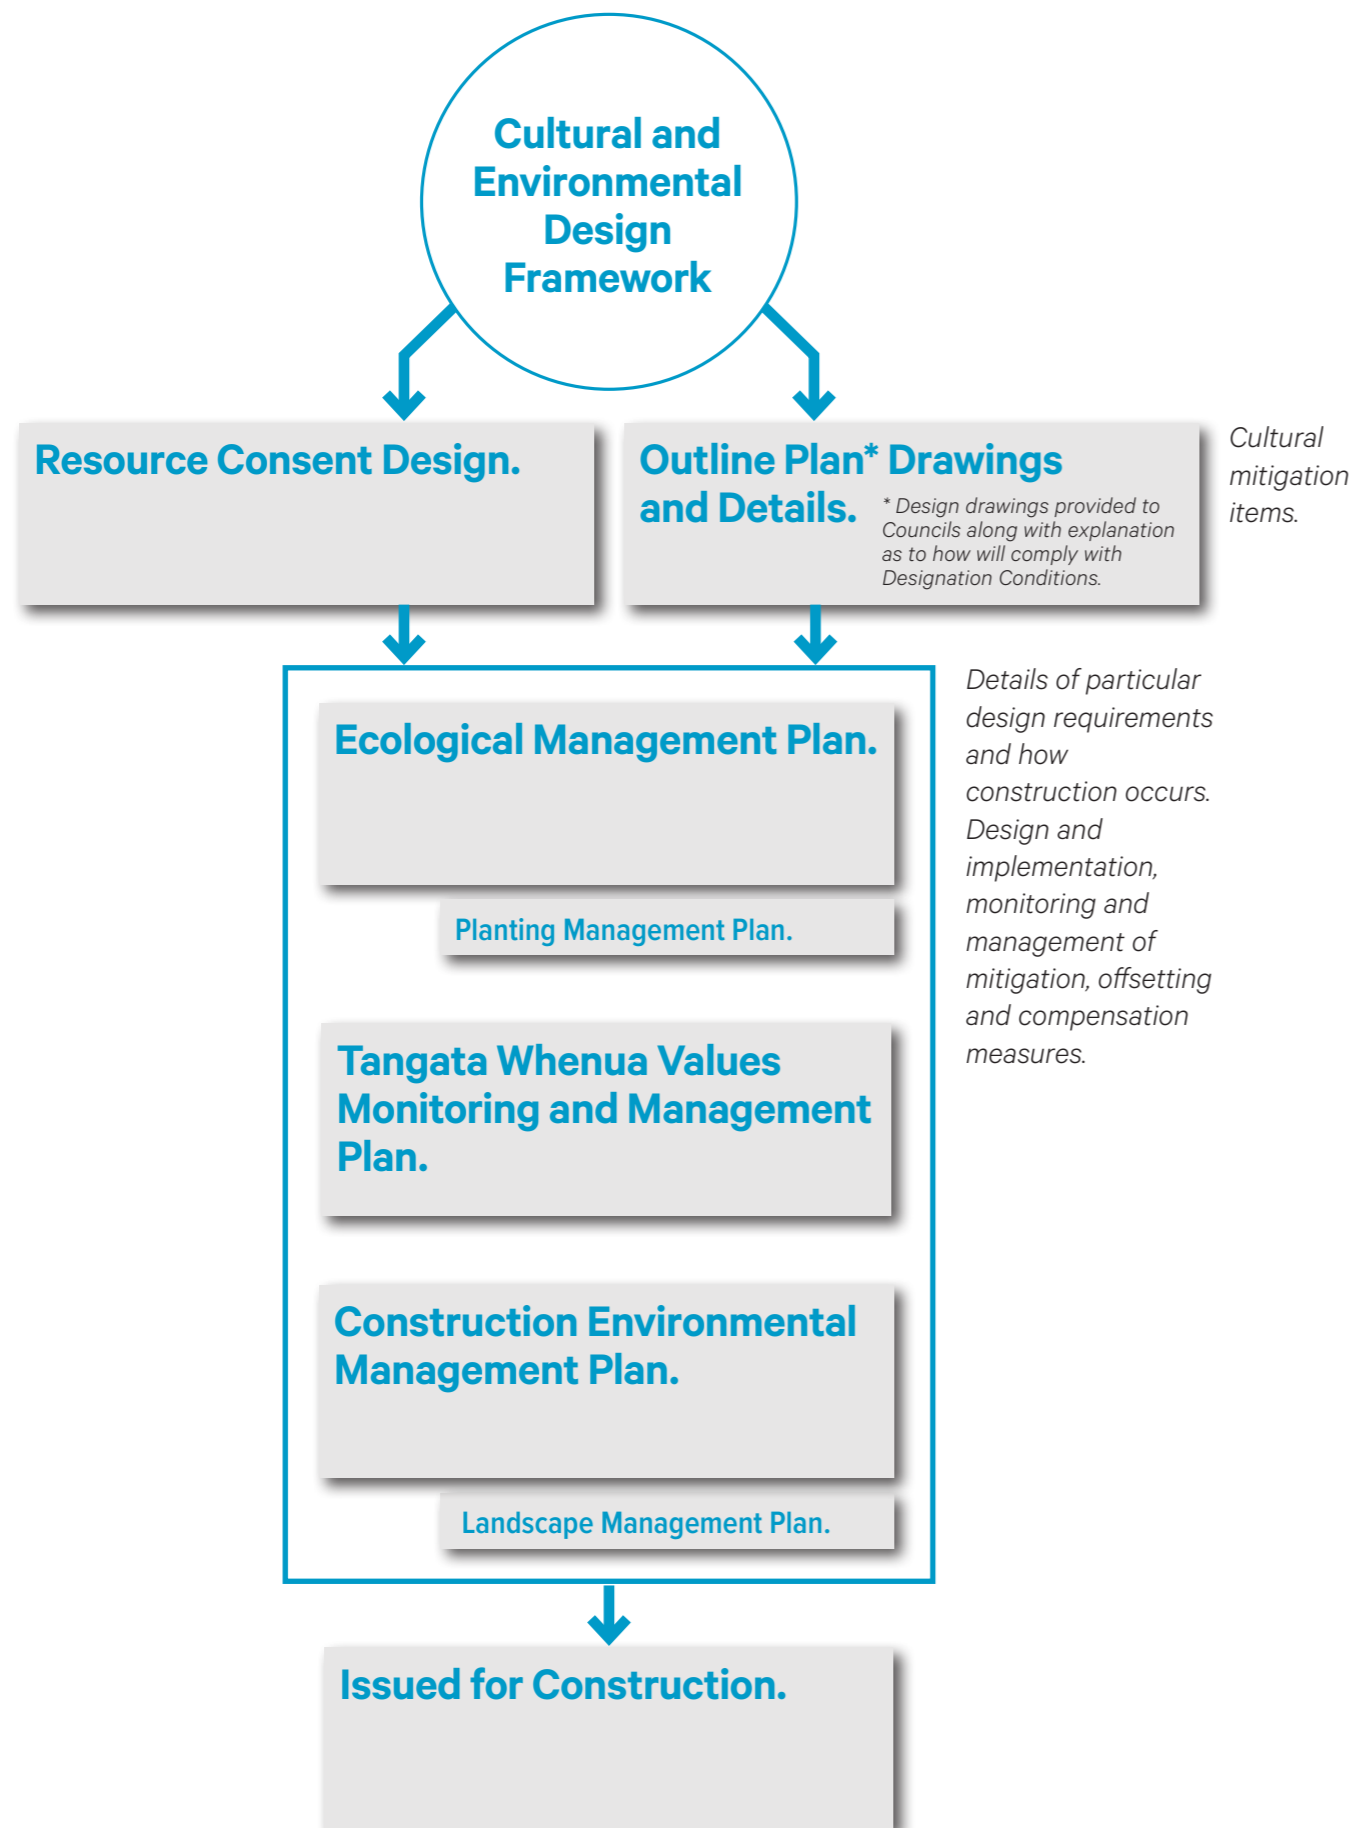 Cultural and
Environmental
Design
Framework
Resource Consent Design.
Outline Plan* Drawings
and Details.
* Design drawings provided to
Councils along with explanation
as to how will comply with
Designation Conditions.
Cultural
mitigation
items.
Details of particular
design requirements
and how
construction occurs.
Design and
implementation,
monitoring and
management of
mitigation, offsetting
and compensation
measures.
Ecological Management Plan.
Planting Management Plan.
Tangata Whenua Values
Monitoring and Management
Plan.
Construction Environmental
Management Plan.
Landscape Management Plan.
Issued for Construction.